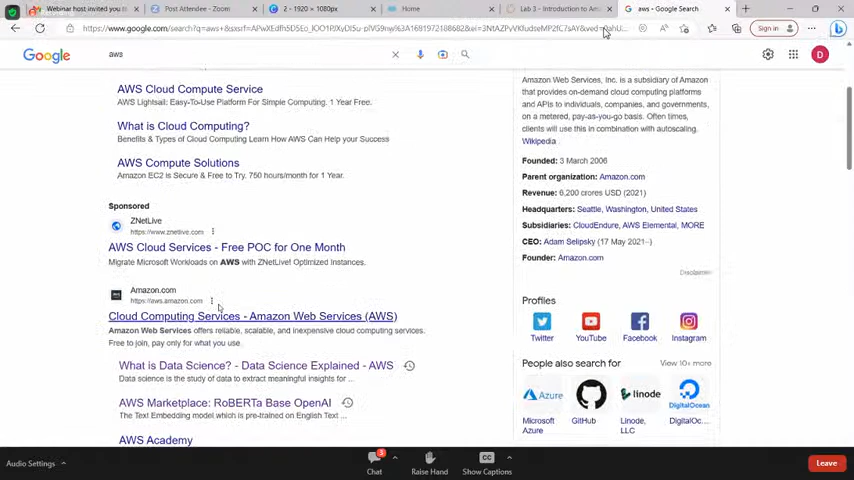 Webinar host invited you t
Post Attendee - Zoom
2 - 1920 × 1080px
Home
Lab 3 - Introduction to Am
aws - Google Search
Sign in
Google
aws
D
AWS Cloud Compute Service
AWS Lightsail: Easy-To-Use Platform For Simple Computing. 1 Year Free.
What is Cloud Computing?
Benefits & Types of Cloud Computing Learn How AWS Can Help your Success
AWS Compute Solutions
Amazon EC2 is Secure & Free to Try. 750 hours/month for 1 Year.
Sponsored
ZNetLive
https://www.znetlive.com
AWS Cloud Services - Free POC for One Month
Migrate Microsoft Workloads on AWS with ZNetLive! Optimized Instances.
Amazon.com
https://aws.amazon.com
Cloud Computing Services - Amazon Web Services (AWS)
Amazon Web Services offers reliable, scalable, and inexpensive cloud computing services.
Free to join, pay only for what you use.
What is Data Science? - Data Science Explained - AWS
Data science is the study of data to extract meaningful insights for ...
AWS Marketplace: RoBERTa Base OpenAI
The Text Embedding model which is pre-trained on English Text ...
AWS Academy
Amazon Web Services, Inc. is a subsidiary of Amazon
that provides on-demand cloud computing platforms
and APIs to individuals, companies, and governments,
on a metered, pay-as-you-go basis. Often times,
clients will use this in combination with autoscaling.
Wikipedia
Founded: 3 March 2006
Parent organization: Amazon.com
Revenue: 6,200 crores USD (2021)
Headquarters: Seattle, Washington, United States
Subsidiaries: CloudEndure, AWS Elemental, MORE
CEO: Adam Selipsky (17 May 2021–)
Founder: Amazon.com
Disclaimer
Profiles
Twitter
YouTube
Facebook
Instagram
People also search for
View 10+ more
Azure
linode
DigitalOcean
Microsoft
Azure
GitHub
Linode,
LLC
DigitalOc...
Audio Settings
3
Chat
Raise Hand
CC
Show Captions
Leave